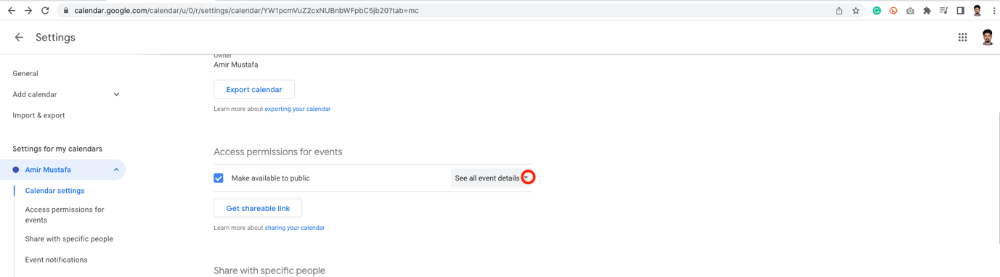 calendar.google.com/calendar/u/0/r/settings/calendar/YW1pcmVuZ2cxNUBnbWFpbC5jb20?tab=mc
Settings
Owner
Amir Mustafa
General
Export calendar
Add calendar
Learn more about exporting your calendar
Import & export
Settings for my calendars
Access permissions for events
Amir Mustafa
Make available to public See all event details
Calendar settings
Get shareable link
Access permissions for
events
Learn more about sharing your calendar
Share with specific people
Event notifications
Share with specific people